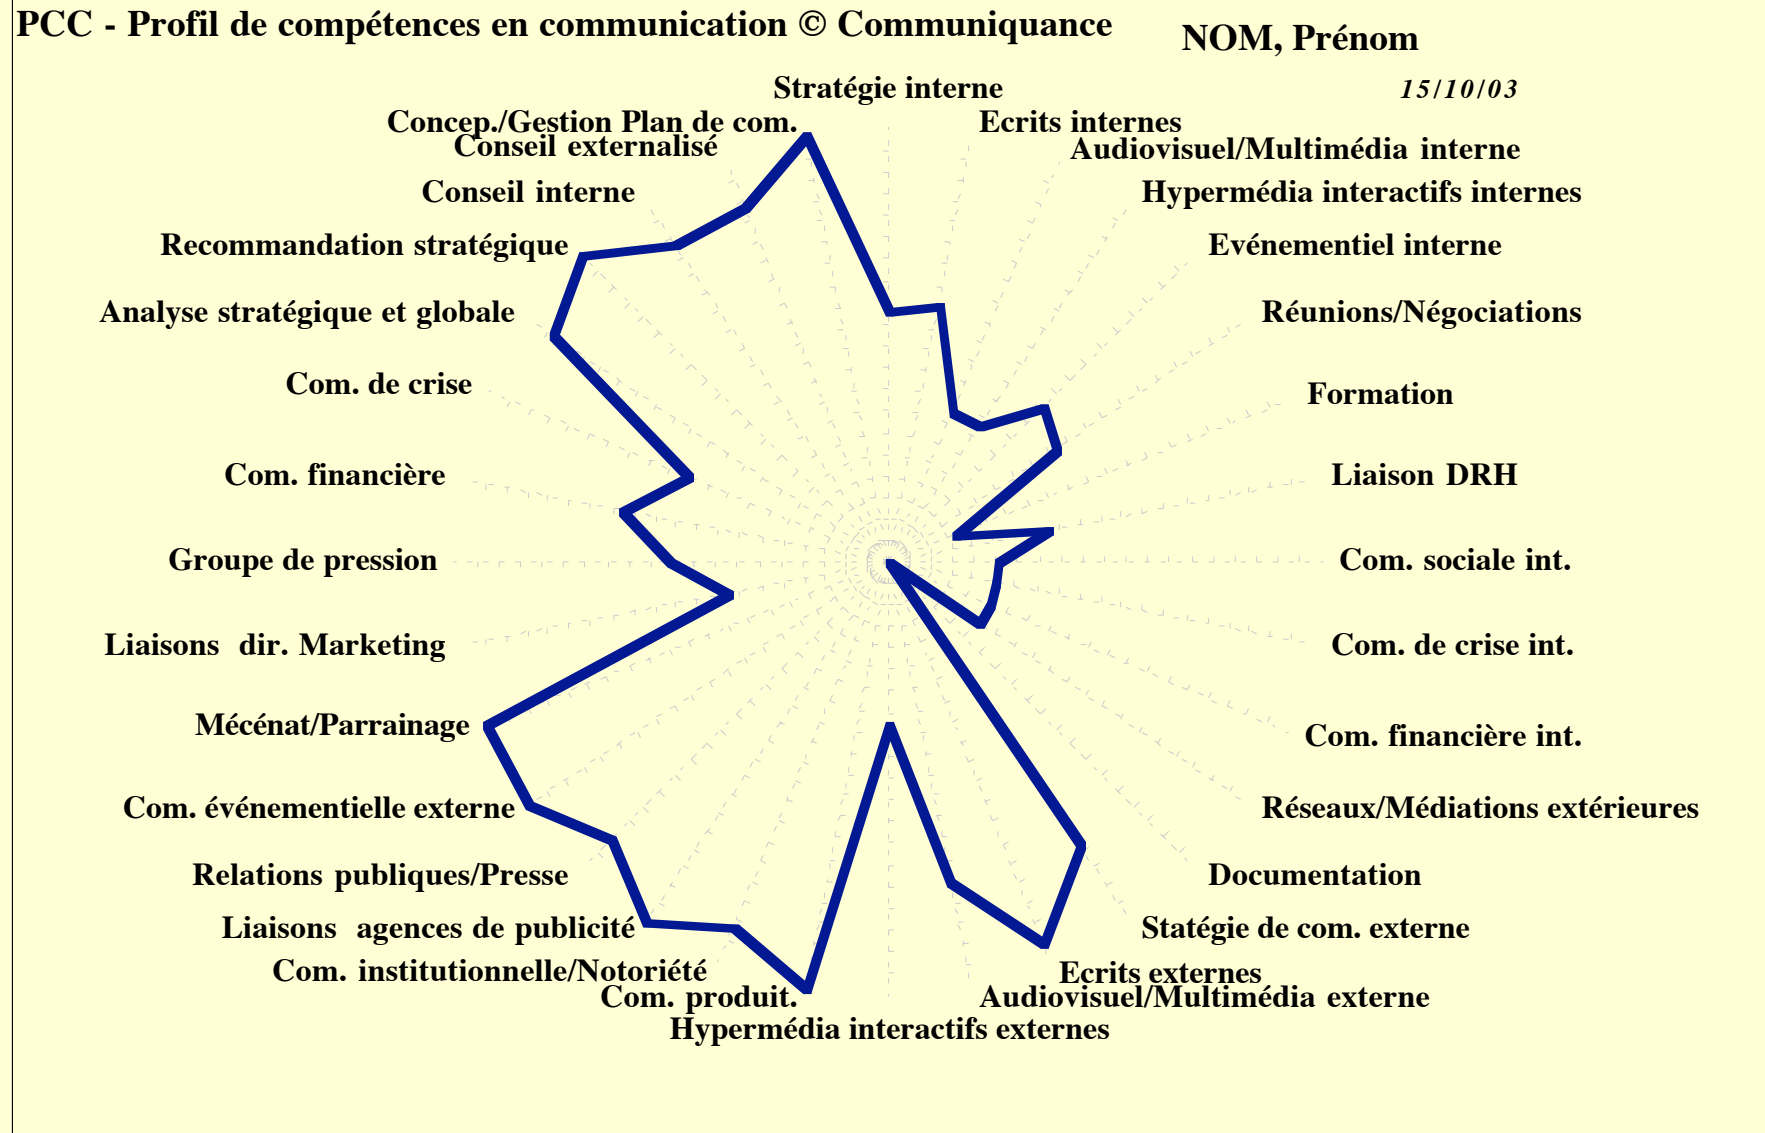 PCC - Profil de compétences en communication © Communiquance
NOM, Prénom
15/10/03
Stratégie interne
Ecrits internes
Audiovisuel/Multimédia interne
Hypermédia interactifs internes
Evénementiel interne
Réunions/Négociations
Formation
Liaison DRH
Com. sociale int.
Com. de crise int.
Com. financière int.
Réseaux/Médiations extérieures
Documentation
Statégie de com. externe
Ecrits externes
Audiovisuel/Multimédia externe
Hypermédia interactifs externes
Com. produit.
Com. institutionnelle/Notoriété
Liaisons agences de publicité
Relations publiques/Presse
Com. événementielle externe
Mécénat/Parrainage
Liaisons dir. Marketing
Groupe de pression
Com. financière
Com. de crise
Analyse stratégique et globale
Recommandation stratégique
Conseil interne
Conseil externalisé
Concep./Gestion Plan de com.